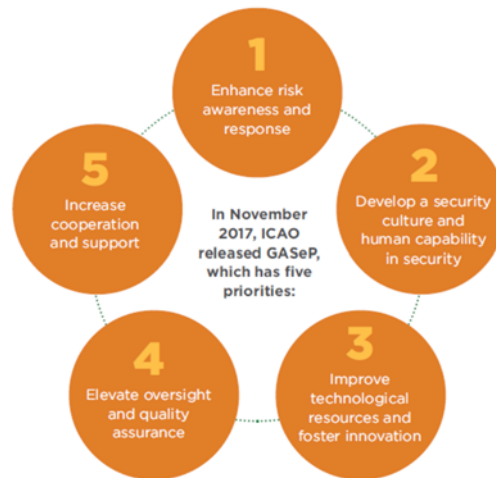 1
Enhance risk
awareness and
response
2
Develop a security
culture and
human capability
in security
3
Improve
technological
resources and
foster innovation
4
Elevate oversight
and quality
assurance
5
Increase
cooperation
and support
In November
2017, ICAO
released GASeP,
which has five
priorities: